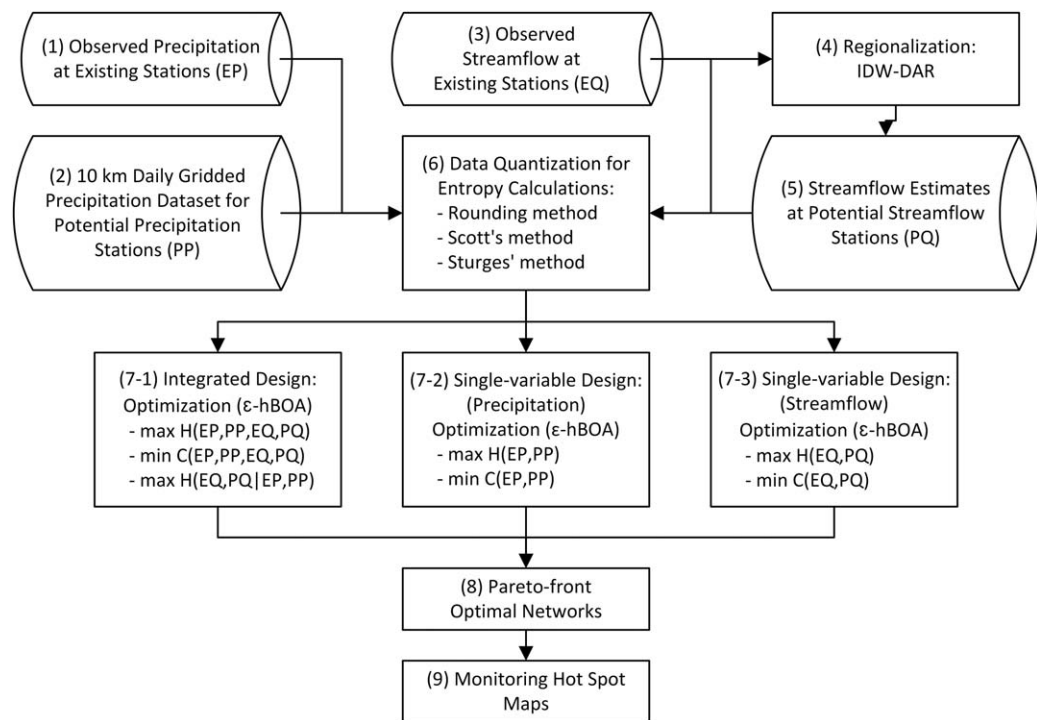 (1) Observed Precipitation
at Existing Stations (EP)
(3) Observed
Streamflow at
Existing Stations (EQ)
(4) Regionalization:
IDW-DAR
(2) 10 km Daily Gridded
Precipitation Dataset for
Potential Precipitation
Stations (PP)
(6) Data Quantization for
Entropy Calculations:
- Rounding method
- Scott's method
- Sturges' method
(5) Streamflow Estimates
at Potential Streamflow
Stations (PQ)
(7-1) Integrated Design:
Optimization (ε-hBOA)
- max H(EP,PP,EQ,PQ)
- min C(EP,PP,EQ,PQ)
- max H(EQ,PQ|EP,PP)
(7-2) Single-variable Design:
(Precipitation)
Optimization (ε-hBOA)
- max H(EP,PP)
- min C(EP,PP)
(7-3) Single-variable Design:
(Streamflow)
Optimization (ε-hBOA)
- max H(EQ,PQ)
- min C(EQ,PQ)
(8) Pareto-front
Optimal Networks
(9) Monitoring Hot Spot
Maps